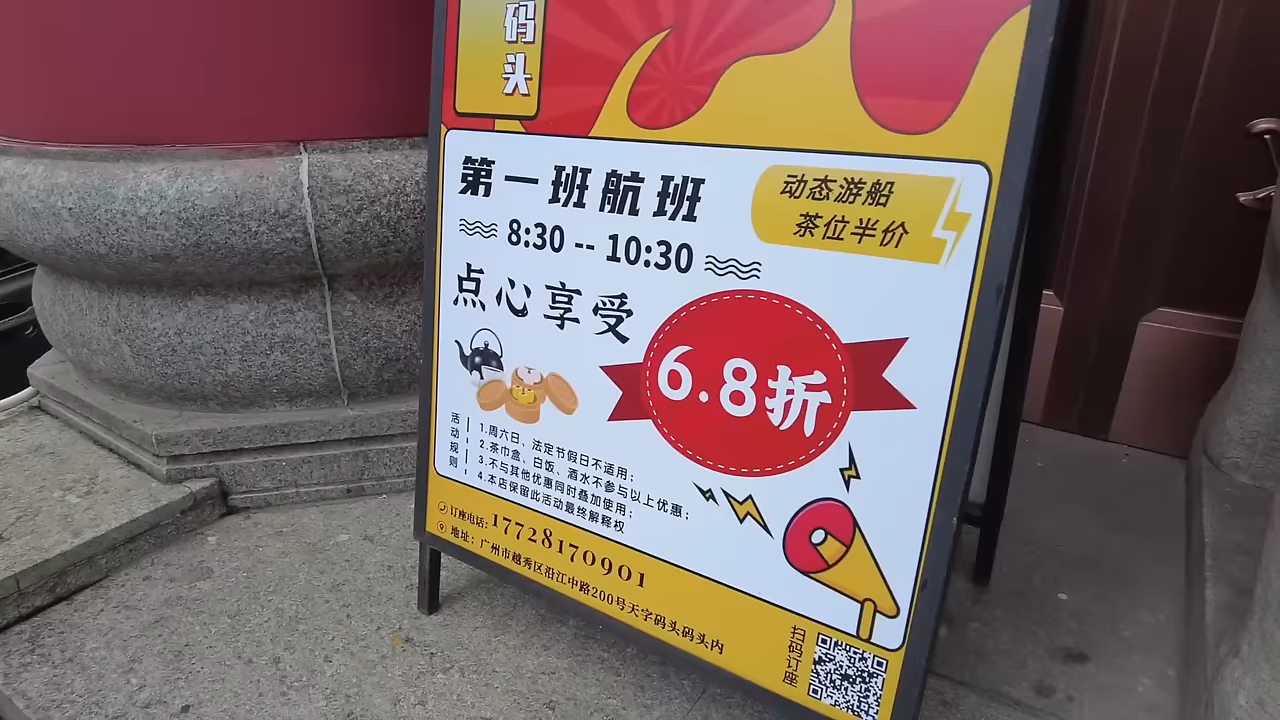 码头
第一班航班
8:30 -- 10:30
动态游船
茶位半价
点心享受
6.8折
活动规则
1.周六日、法定节假日不适用；
2.茶巾盒、白饭、酒水不参与以上优惠；
3.不与其他优惠同时叠加使用；
4.本店保留此活动最终解释权
订座电话:17728170901
地址：广州市越秀区沿江中路200号天字码头码头内
扫码订座